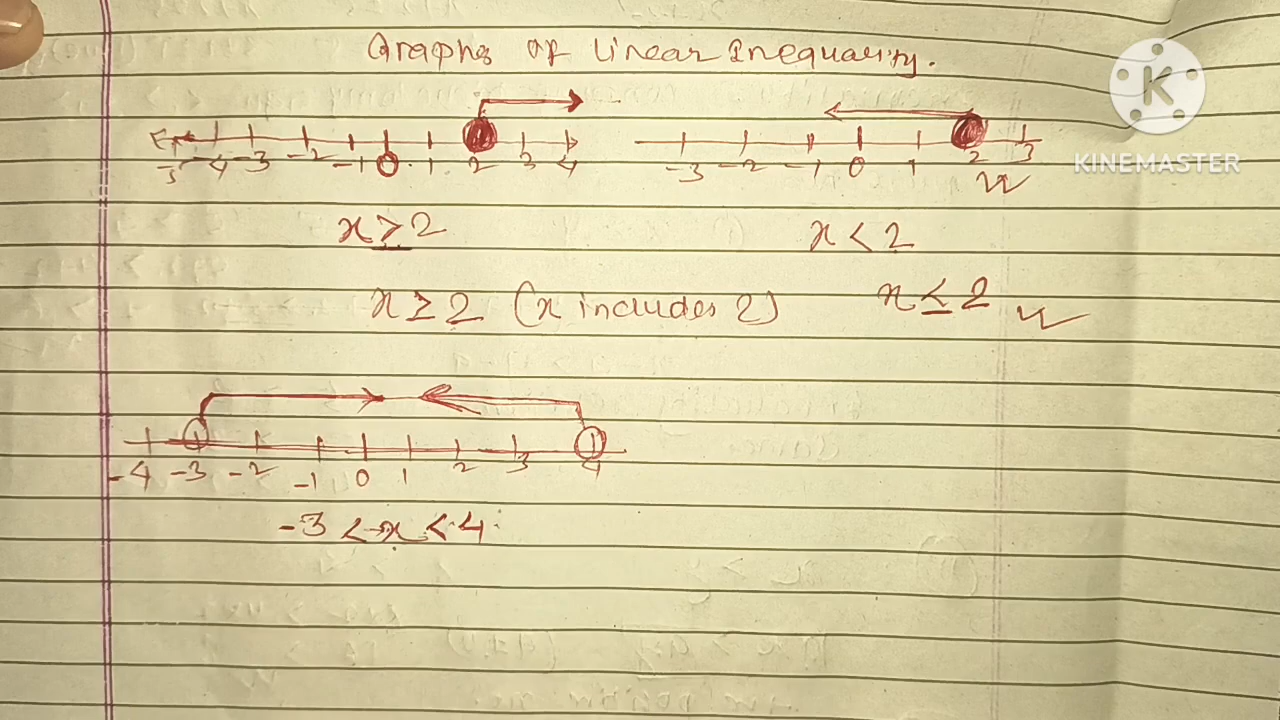 Graphs of Linear Inequality.
K
KINEMASTER
-5 -4 -3 -2 -1 0 1 2 3 4
-3 -2 -1 0 1 2 3
x ≥ 2
x < 2
x ≥ 2 (x includes 2)
x ≤ 2
-4 -3 -2 -1 0 1 2 3 4
-3 < x < 4